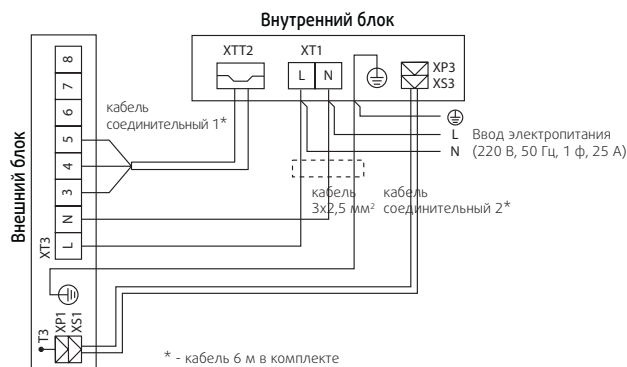 Внутренний блок
XTT2
XT1
L
N
XP3
XS3
8
7
6
5
4
3
N
L
XT3
Внешний блок
кабель
соединительный 1*
L Ввод электропитания
N (220 В, 50 Гц, 1 ф, 25 А)
кабель
3x2,5 мм²
кабель
соединительный 2*
T3
XP1
XS1
* - кабель 6 м в комплекте